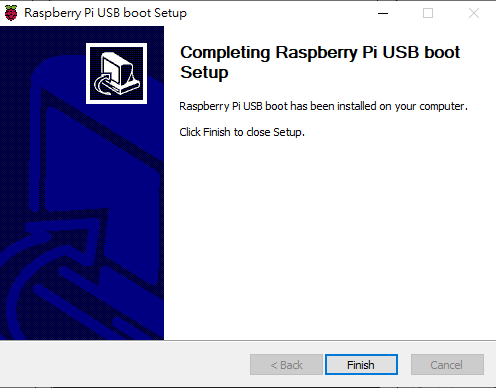 Raspberry Pi USB boot Setup
Completing Raspberry Pi USB boot
Setup
Raspberry Pi USB boot has been installed on your computer.
Click Finish to close Setup.
< Back
Finish
Cancel